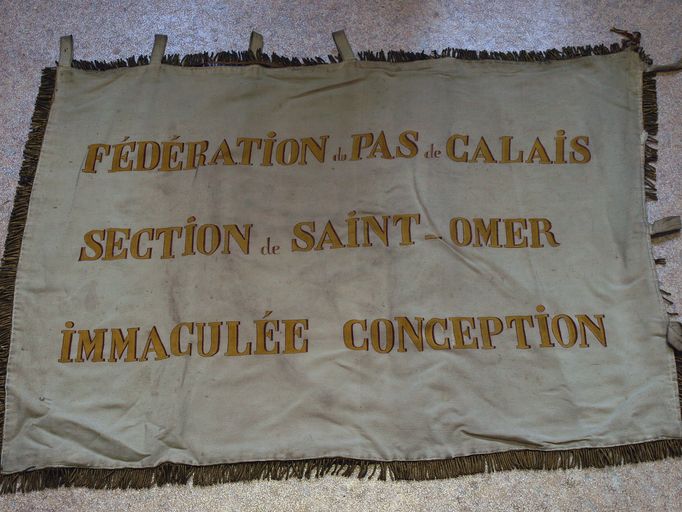 FÉDÉRATION du PAS de CALAIS
SECTION de SAINT-OMER
IMMACULÉE CONCEPTION